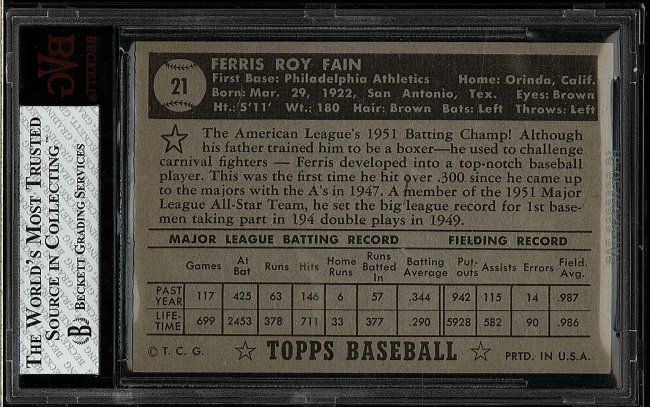 BECKETT
BAG
THE WORLD'S MOST TRUSTED
SOURCE IN COLLECTING.™
B BECKETT GRADING SERVICES
21
FERRIS ROY FAIN
First Base: Philadelphia Athletics Home: Orinda, Calif.
Born: Mar. 29, 1922, San Antonio, Tex. Eyes: Brown
Ht.: 5'11' Wt.: 180 Hair: Brown Bats: Left Throws: Left
The American League's 1951 Batting Champ! Although
his father trained him to be a boxer—he used to challenge
carnival fighters — Ferris developed into a top-notch baseball
player. This was the first time he hit over .300 since he came up
to the majors with the A's in 1947. A member of the 1951 Major
League All-Star Team, he set the big league record for 1st base-
men taking part in 194 double plays in 1949.
MAJOR LEAGUE BATTING RECORD FIELDING RECORD
Games At Bat Runs Hits Home Runs Runs Batted In Batting Average Put-outs Assists Errors Field. Avg.
PAST YEAR 117 425 63 146 6 57 .344 942 115 14 .987
LIFE-TIME 699 2453 378 711 33 377 .290 5928 582 90 .986
© T. C. G. TOPPS BASEBALL PRTD. IN U.S.A.